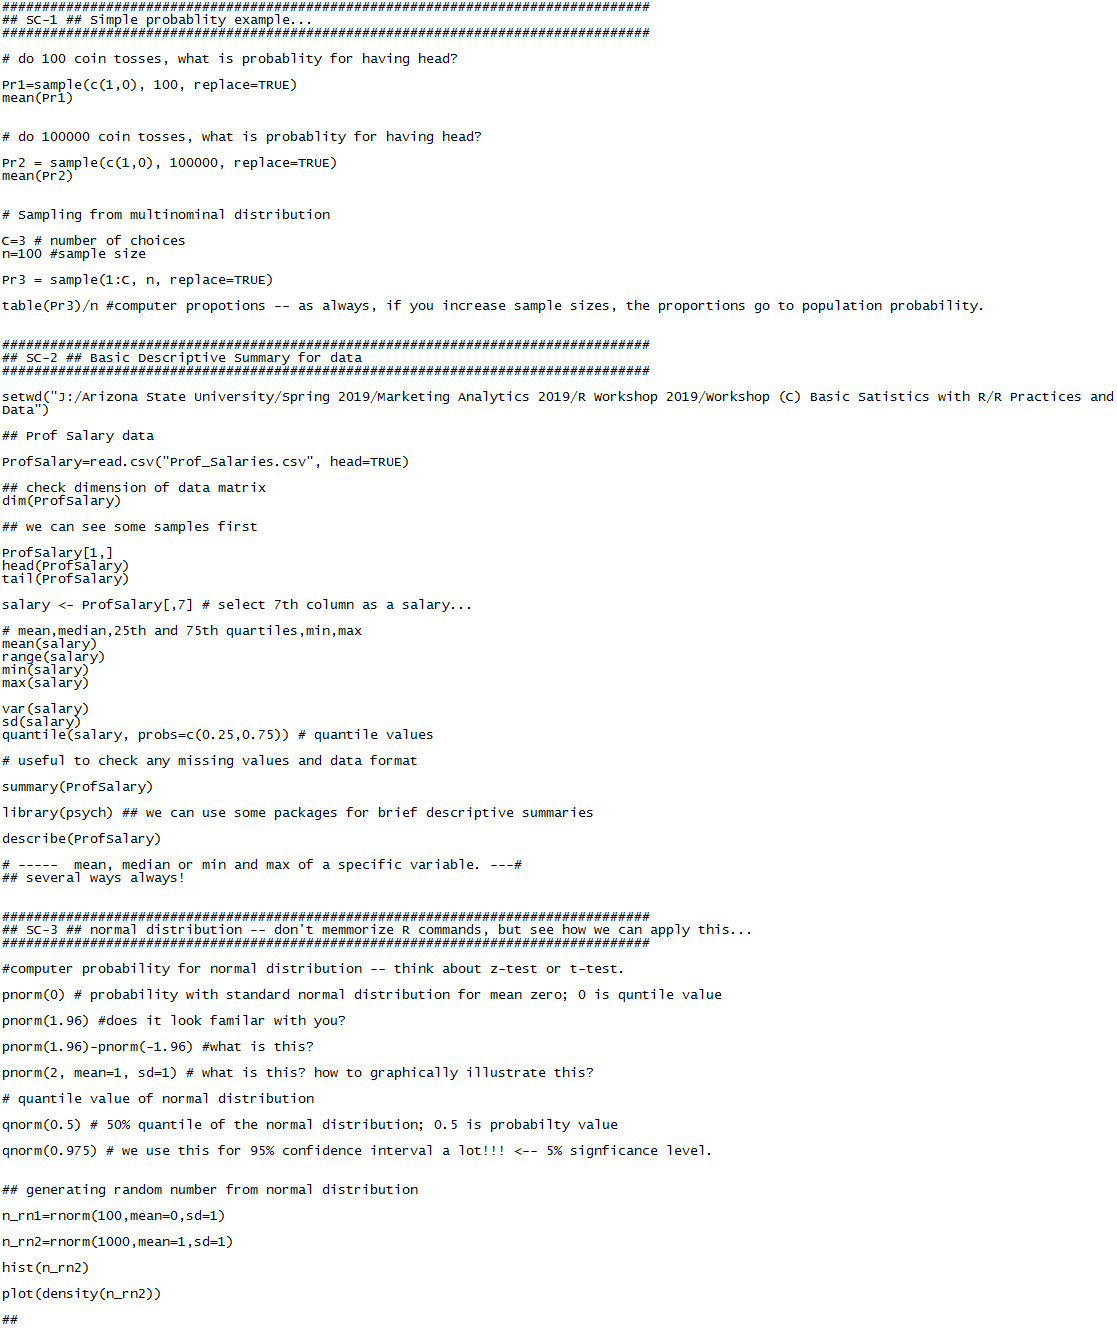 #################################################################################
## SC-1 ## Simple probablity example...
#################################################################################
# do 100 coin tosses, what is probablity for having head?
Pr1=sample(c(1,0), 100, replace=TRUE)
mean(Pr1)
# do 100000 coin tosses, what is probablity for having head?
Pr2 = sample(c(1,0), 100000, replace=TRUE)
mean(Pr2)
# Sampling from multinominal distribution
C=3 # number of choices
n=100 #sample size
Pr3 = sample(1:C, n, replace=TRUE)
table(Pr3)/n #computer propotions -- as always, if you increase sample sizes, the proportions go to population probability.
#################################################################################
## SC-2 ## Basic Descriptive Summary for data
#################################################################################
setwd("J:/Arizona State University/Spring 2019/Marketing Analytics 2019/R Workshop 2019/Workshop (C) Basic Satistics with R/R Practices and
Data")
## Prof Salary data
ProfSalary=read.csv("Prof_Salaries.csv", head=TRUE)
## check dimension of data matrix
dim(ProfSalary)
## we can see some samples first
ProfSalary[1,]
head(ProfSalary)
tail(ProfSalary)
salary <- ProfSalary[,7] # select 7th column as a salary...
# mean,median,25th and 75th quartiles,min,max
mean(salary)
range(salary)
min(salary)
max(salary)
var(salary)
sd(salary)
quantile(salary, probs=c(0.25,0.75)) # quantile values
# useful to check any missing values and data format
summary(ProfSalary)
library(psych) ## we can use some packages for brief descriptive summaries
describe(ProfSalary)
# -----  mean, median or min and max of a specific variable. ---#
## several ways always!
#################################################################################
## SC-3 ## normal distribution -- don't memmorize R commands, but see how we can apply this...
#################################################################################
#computer probability for normal distribution -- think about z-test or t-test.
pnorm(0) # probability with standard normal distribution for mean zero; 0 is quntile value
pnorm(1.96) #does it look familar with you?
pnorm(1.96)-pnorm(-1.96) #what is this?
pnorm(2, mean=1, sd=1) # what is this? how to graphically illustrate this?
# quantile value of normal distribution
qnorm(0.5) # 50% quantile of the normal distribution; 0.5 is probabilty value
qnorm(0.975) # we use this for 95% confidence interval a lot!!! <-- 5% signficance level.
## generating random number from normal distribution
n_rn1=rnorm(100,mean=0,sd=1)
n_rn2=rnorm(1000,mean=1,sd=1)
hist(n_rn2)
plot(density(n_rn2))
##